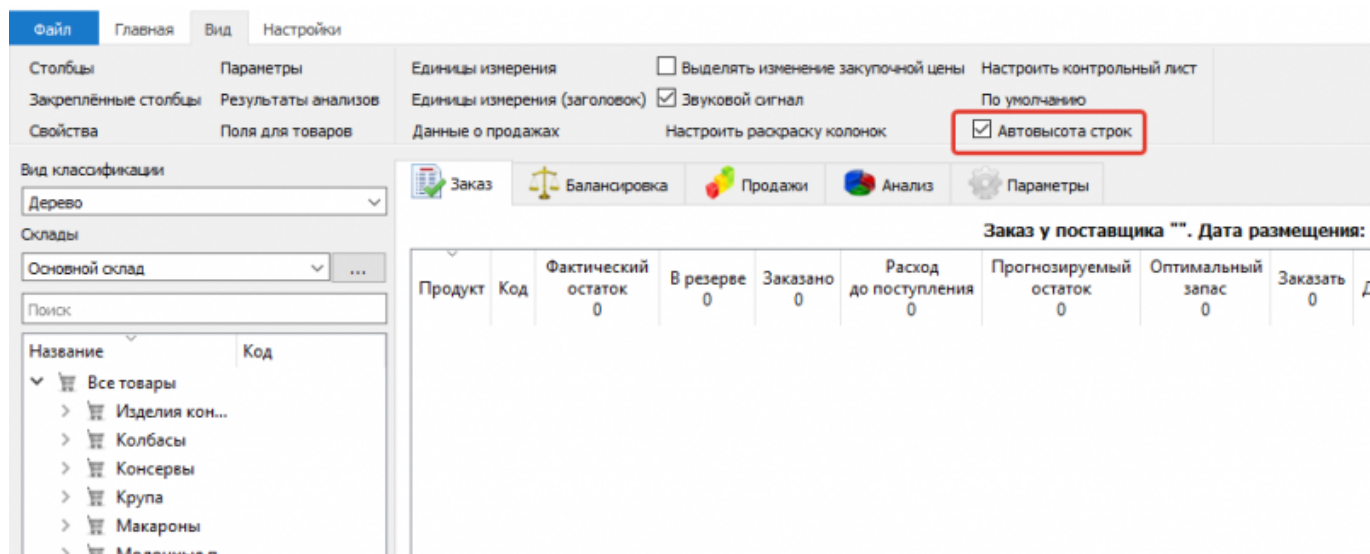 Файл Главная Вид Настройки
Столбцы Параметры Единицы измерения Выделять изменение закупочной цены Настроить контрольный лист
Закреплённые столбцы Результаты анализов Единицы измерения (заголовок) Звуковой сигнал По умолчанию
Свойства Поля для товаров Данные о продажах Настроить раскраску колонок Автовысота строк
Вид классификации
Дерево
Склады
Основной склад ...
Поиск
Название Код
Все товары
Изделия кон...
Колбасы
Консервы
Крупа
Макароны
Заказ Балансировка Продажи Анализ Параметры
Заказ у поставщика "". Дата размещения:
Продукт Код Фактический остаток 0 В резерве 0 Заказано 0 Расход до поступления 0 Прогнозируемый остаток 0 Оптимальный запас 0 Заказать 0